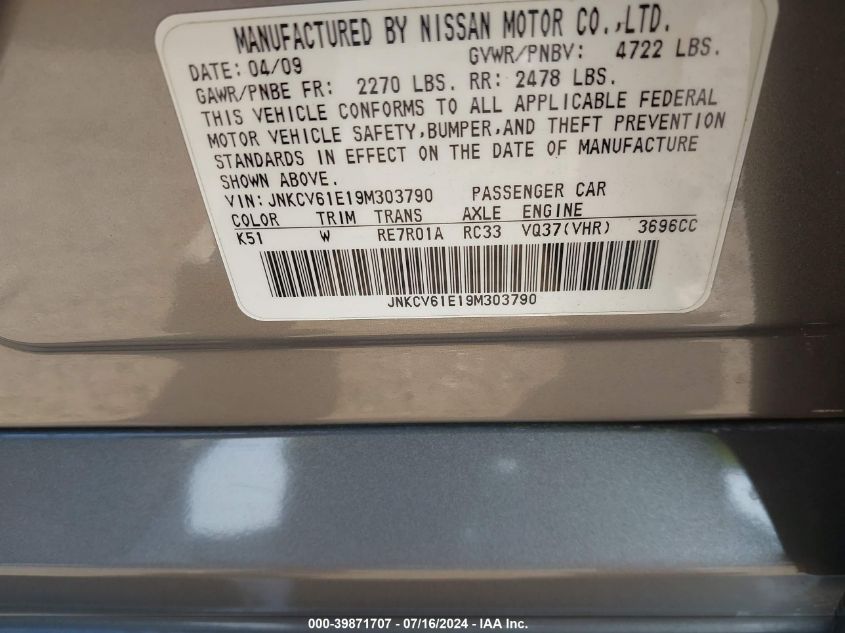 MANUFACTURED BY NISSAN MOTOR CO.,LTD.
DATE: 04/09 GVWR/PNBV: 4722 LBS.
GAWR/PNBE FR: 2270 LBS. RR: 2478 LBS.
THIS VEHICLE CONFORMS TO ALL APPLICABLE FEDERAL
MOTOR VEHICLE SAFETY,BUMPER,AND THEFT PREVENTION
STANDARDS IN EFFECT ON THE DATE OF MANUFACTURE
SHOWN ABOVE.
VIN: JNKCV61E19M303790 PASSENGER CAR
COLOR TRIM TRANS AXLE ENGINE
K51 W RE7R01A RC33 VQ37(VHR) 3696CC
JNKCV61E19M303790
000-39871707 - 07/16/2024 - IAA Inc.